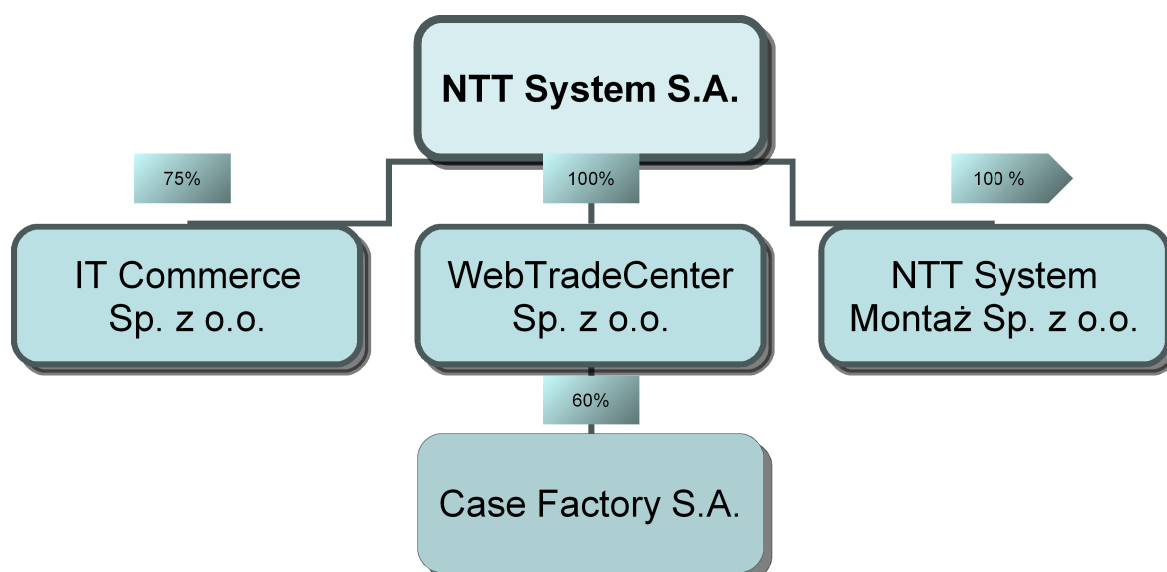 NTT System S.A.
75%
100%
100 %
IT Commerce
Sp. z o.o.
WebTradeCenter
Sp. z o.o.
NTT System
Montaż Sp. z o.o.
60%
Case Factory S.A.